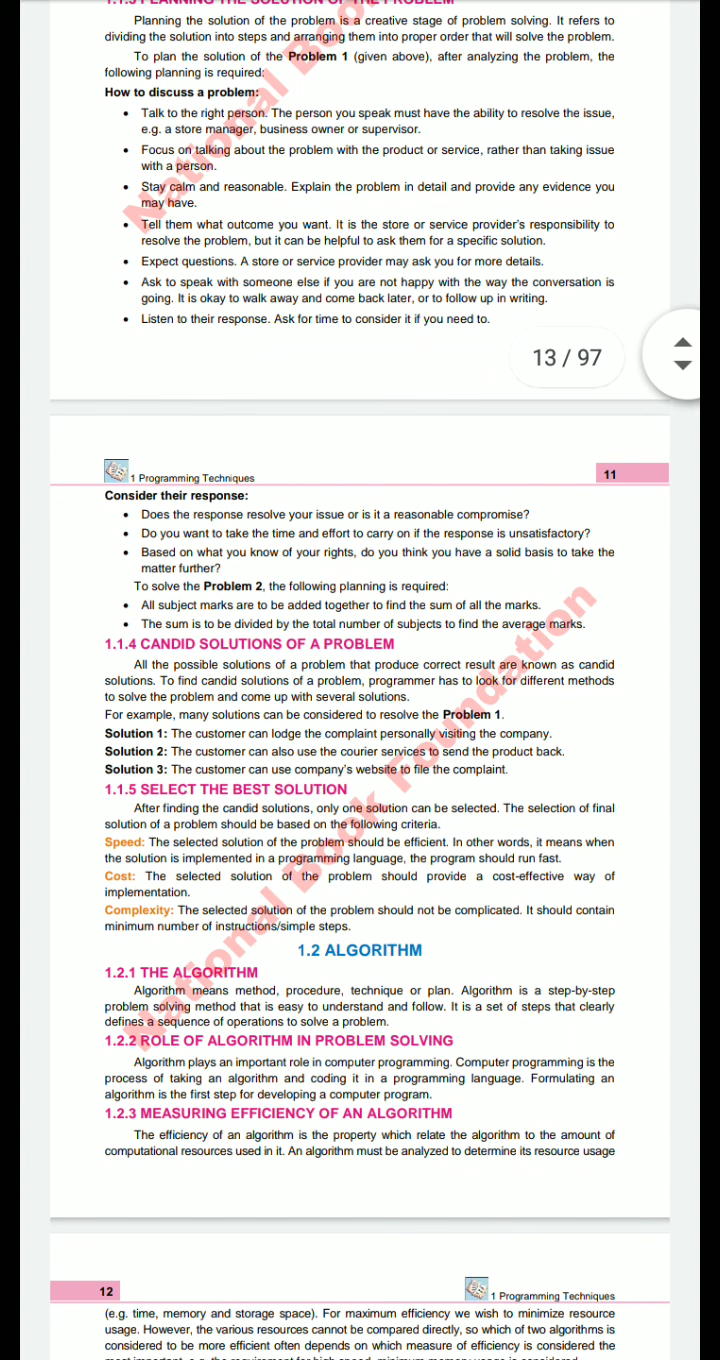 1.1.3 PLANNING THE SOLUTION OF THE PROBLEM
Planning the solution of the problem is a creative stage of problem solving. It refers to
dividing the solution into steps and arranging them into proper order that will solve the problem.
To plan the solution of the Problem 1 (given above), after analyzing the problem, the
following planning is required:
How to discuss a problem:
• Talk to the right person. The person you speak must have the ability to resolve the issue,
e.g. a store manager, business owner or supervisor.
• Focus on talking about the problem with the product or service, rather than taking issue
with a person.
• Stay calm and reasonable. Explain the problem in detail and provide any evidence you
may have.
• Tell them what outcome you want. It is the store or service provider's responsibility to
resolve the problem, but it can be helpful to ask them for a specific solution.
• Expect questions. A store or service provider may ask you for more details.
• Ask to speak with someone else if you are not happy with the way the conversation is
going. It is okay to walk away and come back later, or to follow up in writing.
• Listen to their response. Ask for time to consider it if you need to.
National Boo
13 / 97
1 Programming Techniques
11
Consider their response:
• Does the response resolve your issue or is it a reasonable compromise?
• Do you want to take the time and effort to carry on if the response is unsatisfactory?
• Based on what you know of your rights, do you think you have a solid basis to take the
matter further?
To solve the Problem 2, the following planning is required:
• All subject marks are to be added together to find the sum of all the marks.
• The sum is to be divided by the total number of subjects to find the average marks.
1.1.4 CANDID SOLUTIONS OF A PROBLEM
All the possible solutions of a problem that produce correct result are known as candid
solutions. To find candid solutions of a problem, programmer has to look for different methods
to solve the problem and come up with several solutions.
For example, many solutions can be considered to resolve the Problem 1.
Solution 1: The customer can lodge the complaint personally visiting the company.
Solution 2: The customer can also use the courier services to send the product back.
Solution 3: The customer can use company's website to file the complaint.
1.1.5 SELECT THE BEST SOLUTION
After finding the candid solutions, only one solution can be selected. The selection of final
solution of a problem should be based on the following criteria.
Speed: The selected solution of the problem should be efficient. In other words, it means when
the solution is implemented in a programming language, the program should run fast.
Cost: The selected solution of the problem should provide a cost-effective way of
implementation.
Complexity: The selected solution of the problem should not be complicated. It should contain
minimum number of instructions/simple steps.
1.2 ALGORITHM
1.2.1 THE ALGORITHM
Algorithm means method, procedure, technique or plan. Algorithm is a step-by-step
problem solving method that is easy to understand and follow. It is a set of steps that clearly
defines a sequence of operations to solve a problem.
1.2.2 ROLE OF ALGORITHM IN PROBLEM SOLVING
Algorithm plays an important role in computer programming. Computer programming is the
process of taking an algorithm and coding it in a programming language. Formulating an
algorithm is the first step for developing a computer program.
1.2.3 MEASURING EFFICIENCY OF AN ALGORITHM
The efficiency of an algorithm is the property which relate the algorithm to the amount of
computational resources used in it. An algorithm must be analyzed to determine its resource usage
National Book Foundation
12
1 Programming Techniques
(e.g. time, memory and storage space). For maximum efficiency we wish to minimize resource
usage. However, the various resources cannot be compared directly, so which of two algorithms is
considered to be more efficient often depends on which measure of efficiency is considered the